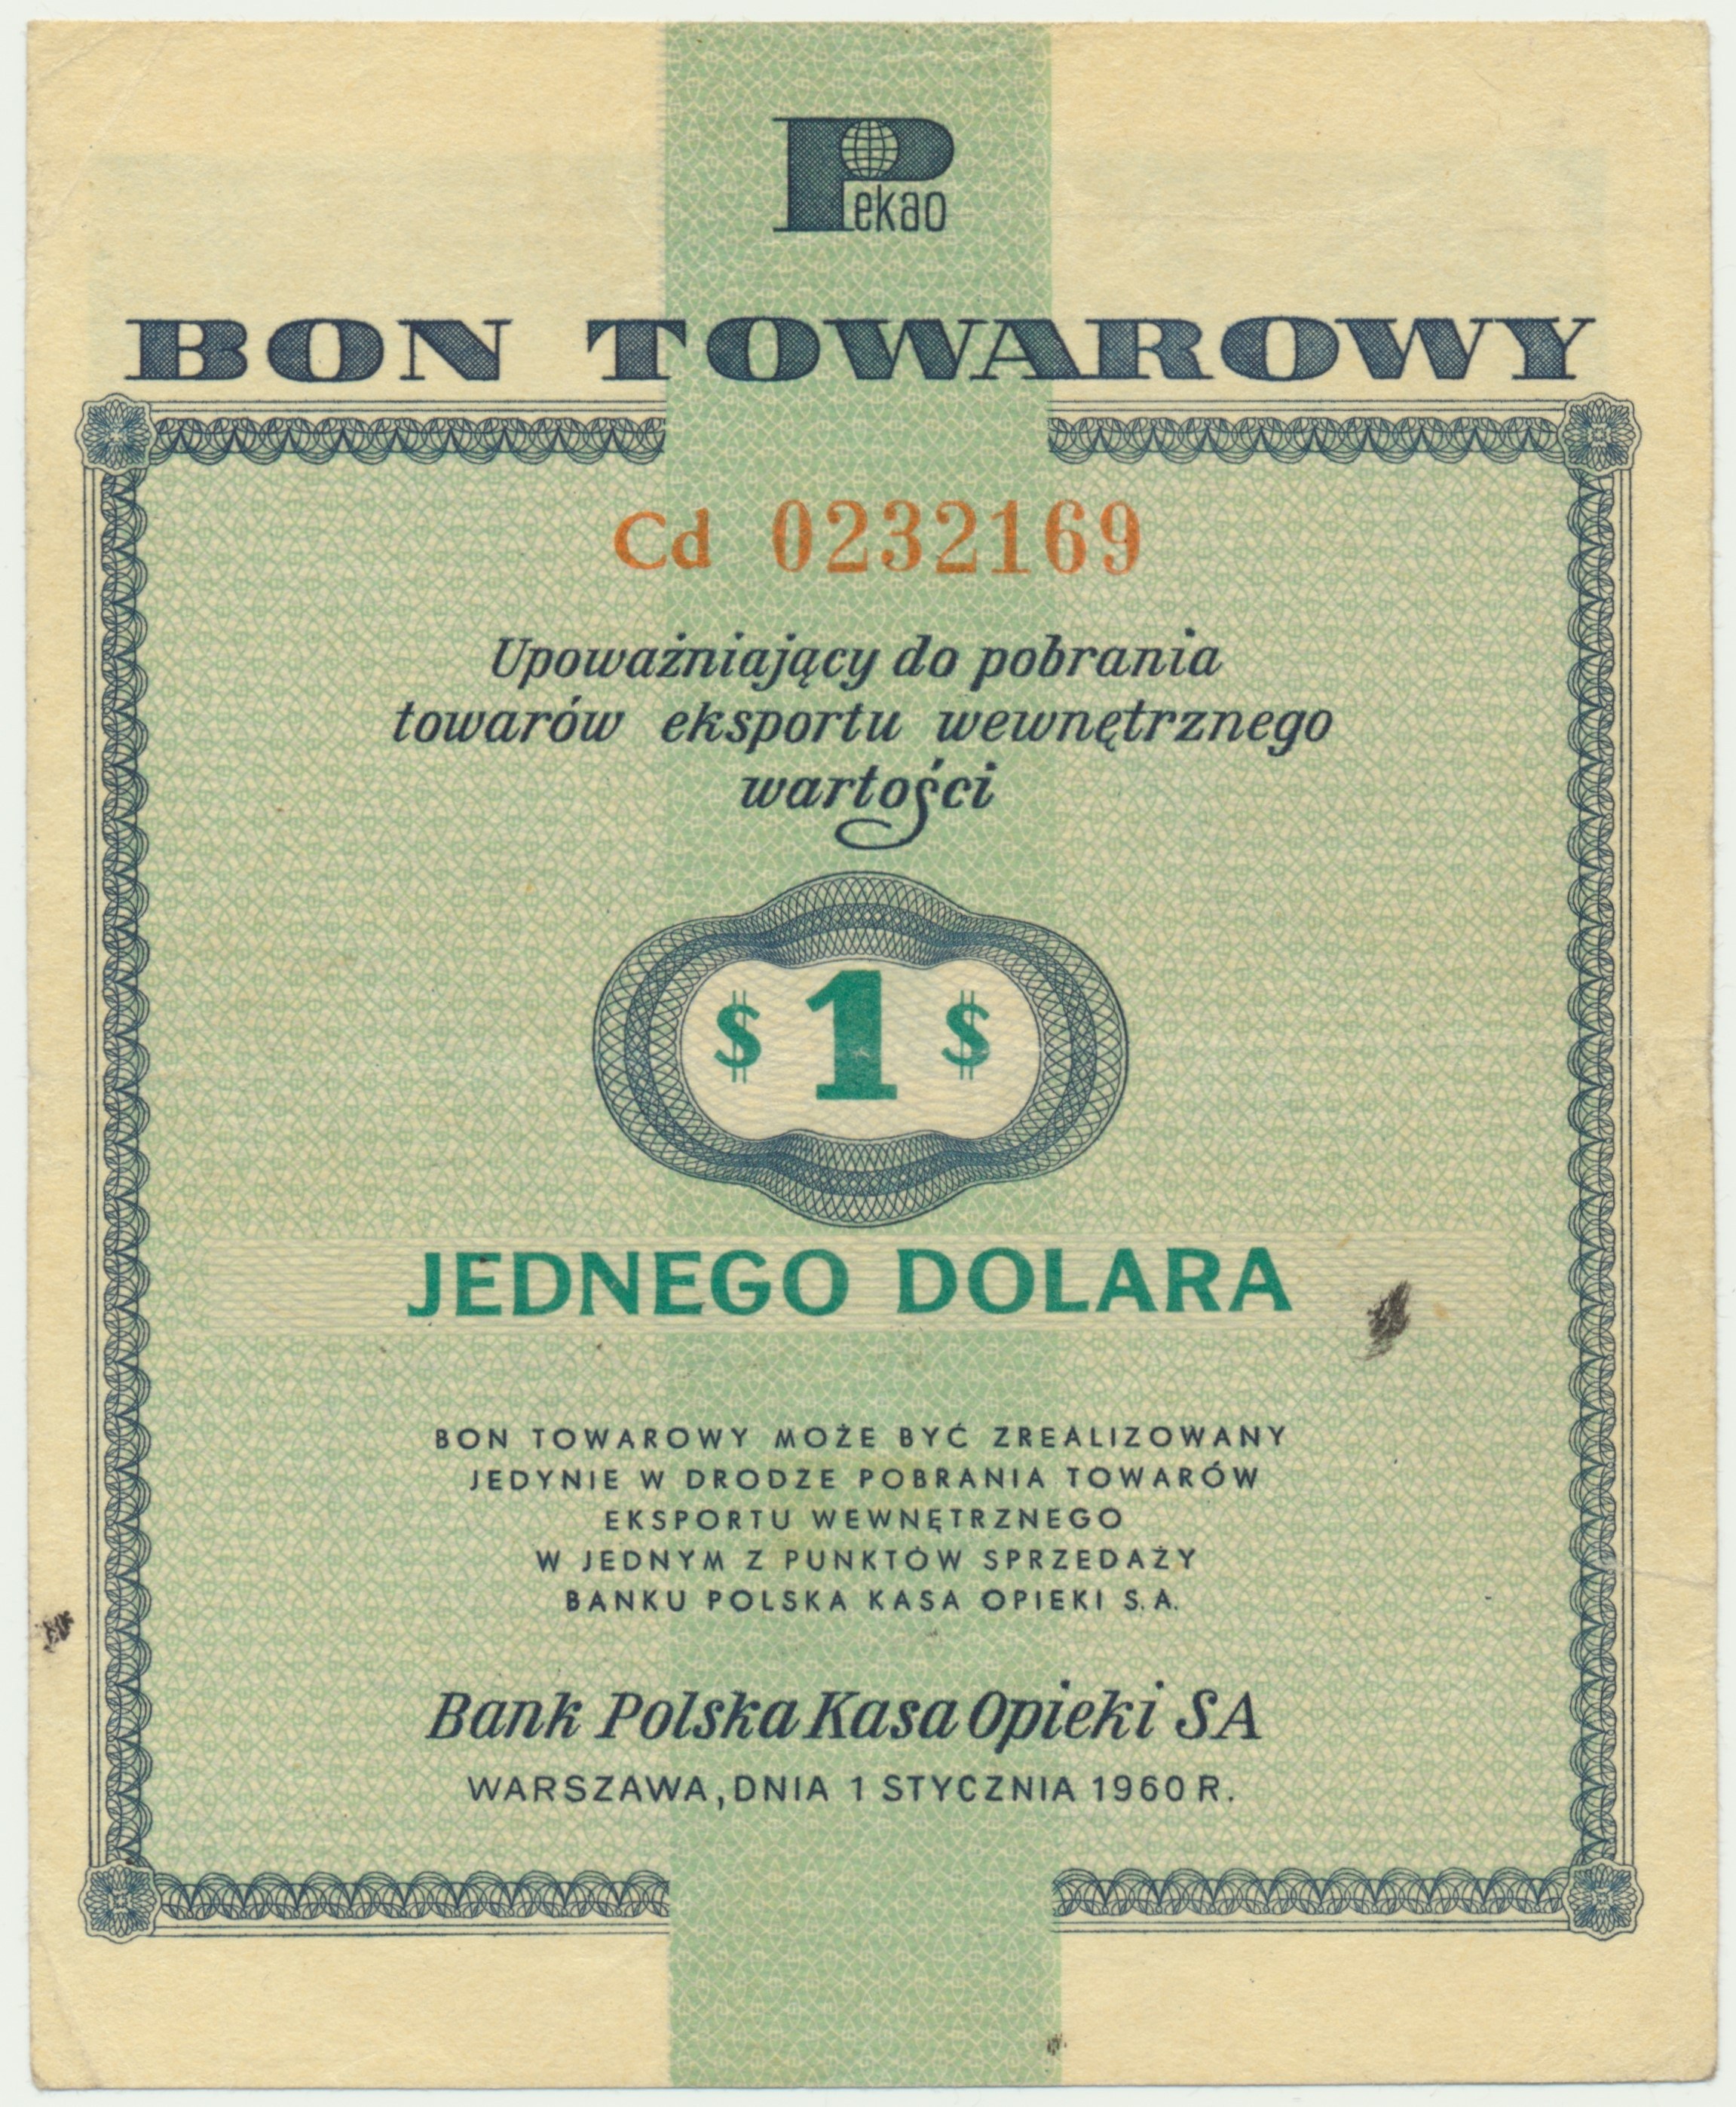 Pekao
BON TOWAROWY
Cd 0232169
Upoważniający do pobrania
towarów eksportu wewnętrznego
wartości
$ 1 $
JEDNEGO DOLARA
BON TOWAROWY MOŻE BYĆ ZREALIZOWANY
JEDYNIE W DRODZE POBRANIA TOWARÓW
EKSPORTU WEWNĘTRZNEGO
W JEDNYM Z PUNKTÓW SPRZEDAŻY
BANKU POLSKA KASA OPIEKI S.A.
Bank Polska Kasa Opieki SA
WARSZAWA, DNIA 1 STYCZNIA 1960 R.